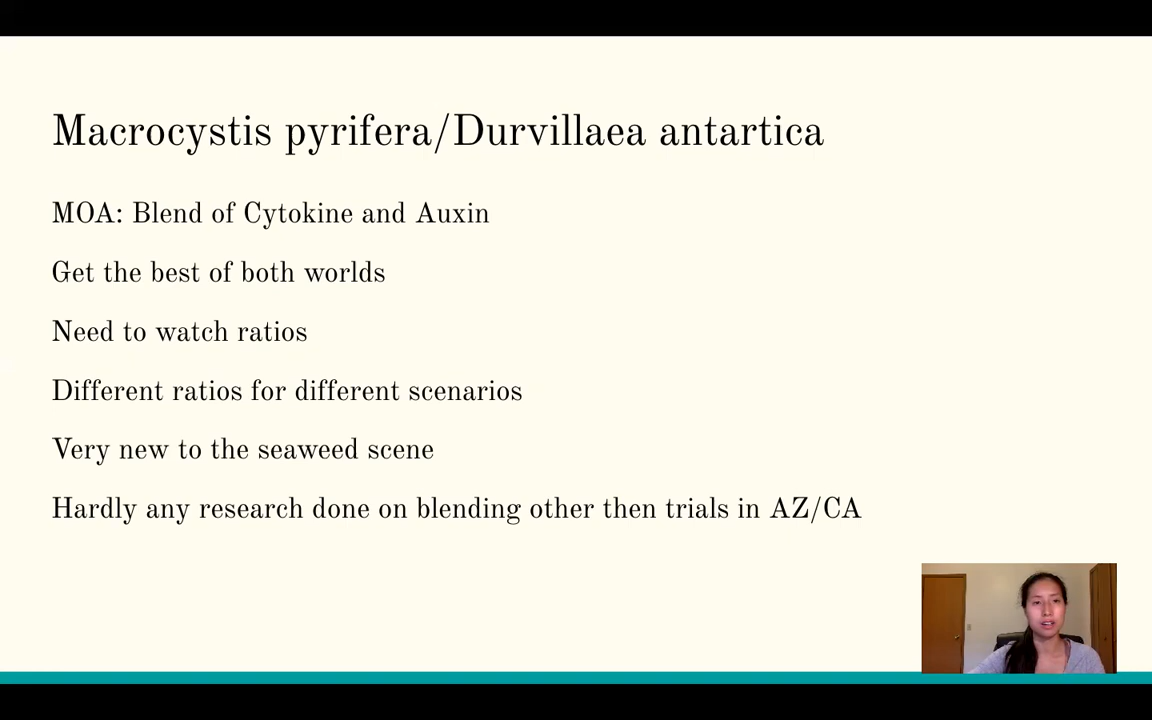 Macrocystis pyrifera/Durvillaea antartica
MOA: Blend of Cytokine and Auxin
Get the best of both worlds
Need to watch ratios
Different ratios for different scenarios
Very new to the seaweed scene
Hardly any research done on blending other then trials in AZ/CA